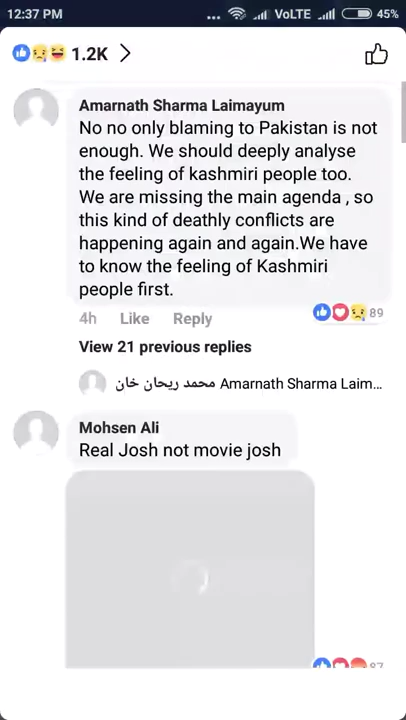 12:37 PM ... VoLTE 45%
1.2K
Amarnath Sharma Laimayum
No no only blaming to Pakistan is not
enough. We should deeply analyse
the feeling of kashmiri people too.
We are missing the main agenda , so
this kind of deathly conflicts are
happening again and again.We have
to know the feeling of Kashmiri
people first.
4h Like Reply 89
View 21 previous replies
محمد ریحان خان Amarnath Sharma Laim...
Mohsen Ali
Real Josh not movie josh
87